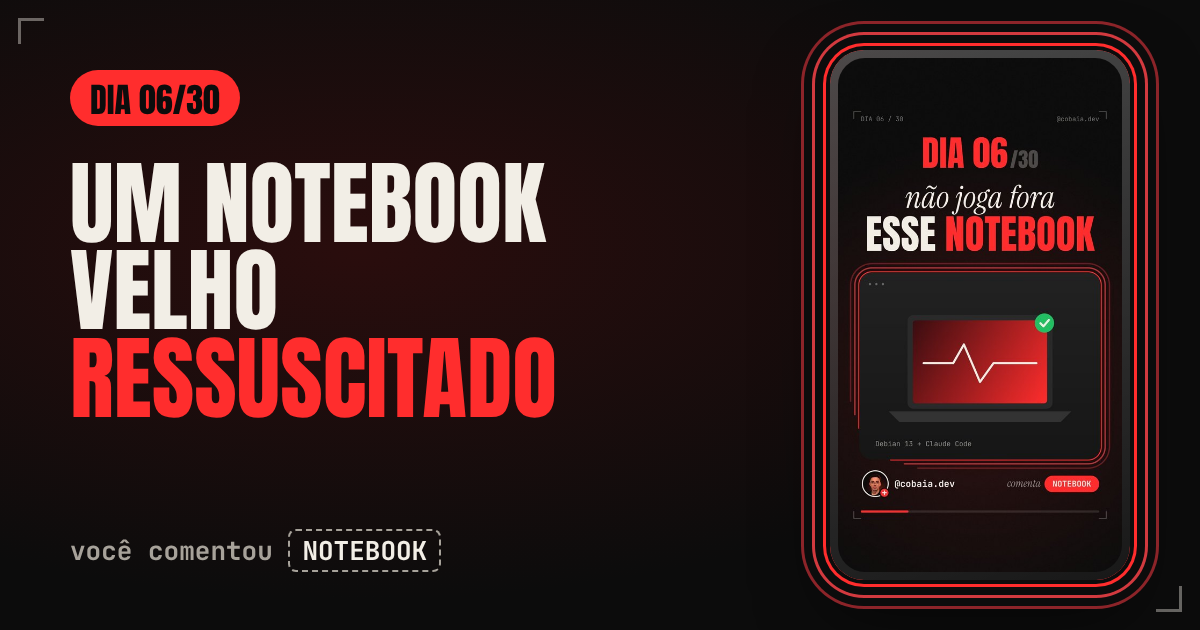 DIA 06/30
UM NOTEBOOK
VELHO
RESSUSCITADO
você comentou NOTEBOOK
DIA 06 / 30
@cobaia.dev
DIA 06/30
não joga fora
ESSE NOTEBOOK
Debian 13 + Claude Code
@cobaia.dev
comenta NOTEBOOK